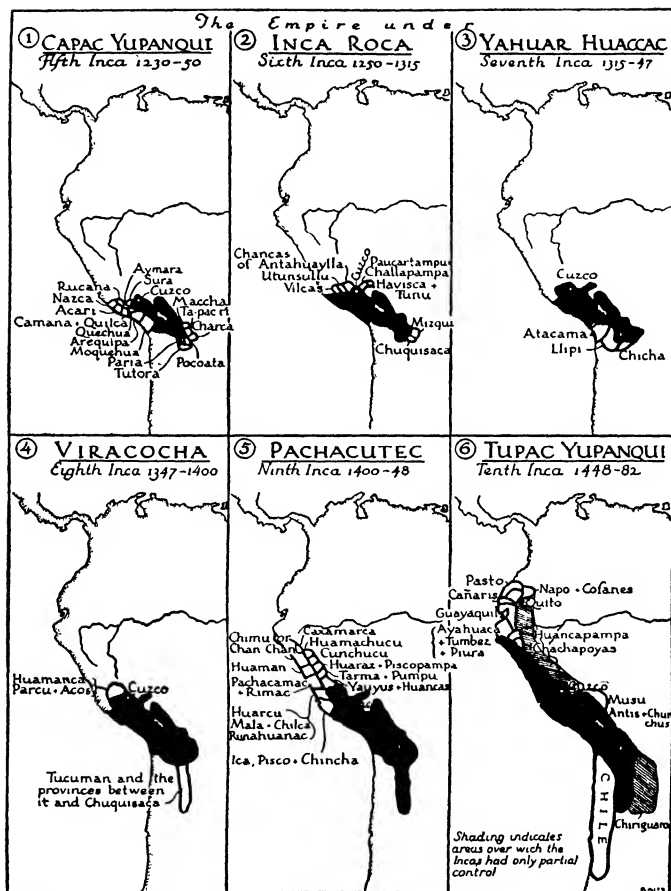 The Empire under
① CAPAC YUPANQUI
Fifth Inca 1230-50
Aymara
Sura
Rucana
Cuzco
Nazca
Maccha
Acari
Tapacri
Camana + Quilca
Charca
Quechua
Arequipa
Moquehua
Paria
Pocoata
Tutora
② INCA ROCA
Sixth Inca 1250-1315
Cuzco
Chancas
of Antahuaylla
Paucartampu
Utunsullu
Challapampa
Vilcas
Havisca +
Tunu
Mizqu
Chuquisaca
③ YAHUAR HUACCAC
Seventh Inca 1315-47
Cuzco
Atacama
Llipi
Chicha
④ VIRACOCHA
Eighth Inca 1347-1400
Huamanca
Parcu + Acos
Cuzco
Tucuman and the
provinces between
it and Chuquisaca
⑤ PACHACUTEC
Ninth Inca 1400-48
Chimu or
Chan Chan
Caxamarca
Huamachucu
Cunchucu
Huaman
Huaraz + Piscopampa
Tarma + Pumpu
Pachacamac
+ Rimac
Yauyus + Huancas
Huarcu
Mala + Chilca
Runahuanac
Ica, Pisco + Chincha
⑥ TUPAC YUPANQUI
Tenth Inca 1448-82
Pasto
Napo + Cofanes
Cañaris
Quito
Guayaquil
Ayahuaca
+ Tumbez
+ Piura
Huancapampa
Chachapoyas
Cuzco
Musu
Antis + Chun
chus
CHILE
Chiriguano
Shading indicates
areas over wich the
Incas had only partial
control